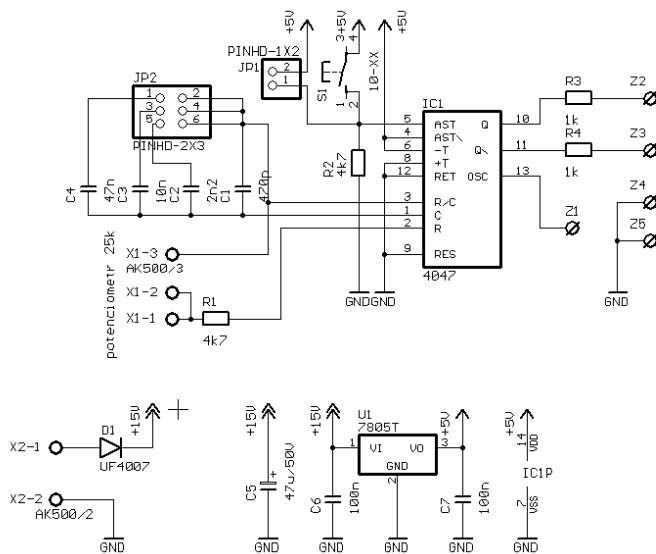 +5V
3+5V
+5V
4
10-XX
S1
1
2
PINHD-1X2
JP1
2
1
JP2
1 2
3 4
5 6
PINHD-2X3
C4
47n
C3
10n
C2
2n2
C1
470p
R2
4k7
IC1
5 AST Q 10
4 AST\
6 -T Q/ 11
8 +T
12 RET OSC 13
3 R/C
1 C
2 R
9 RES
4047
R3
1k
R4
1k
Z2
Z3
Z4
Z5
Z1
GND
GND
GND
potenciometr 25k
X1-3
AK500/3
X1-2
X1-1
R1
4k7
X2-1
D1
UF4007
+15V
X2-2
AK500/2
GND
+15V
C5
+
47u/50V
GND
+15V
C6
100n
GND
U1
7805T
1 VI VO 3
GND
2
GND
+5V
C7
100n
GND
+5V
14
VDD
IC1P
7
VSS
GND